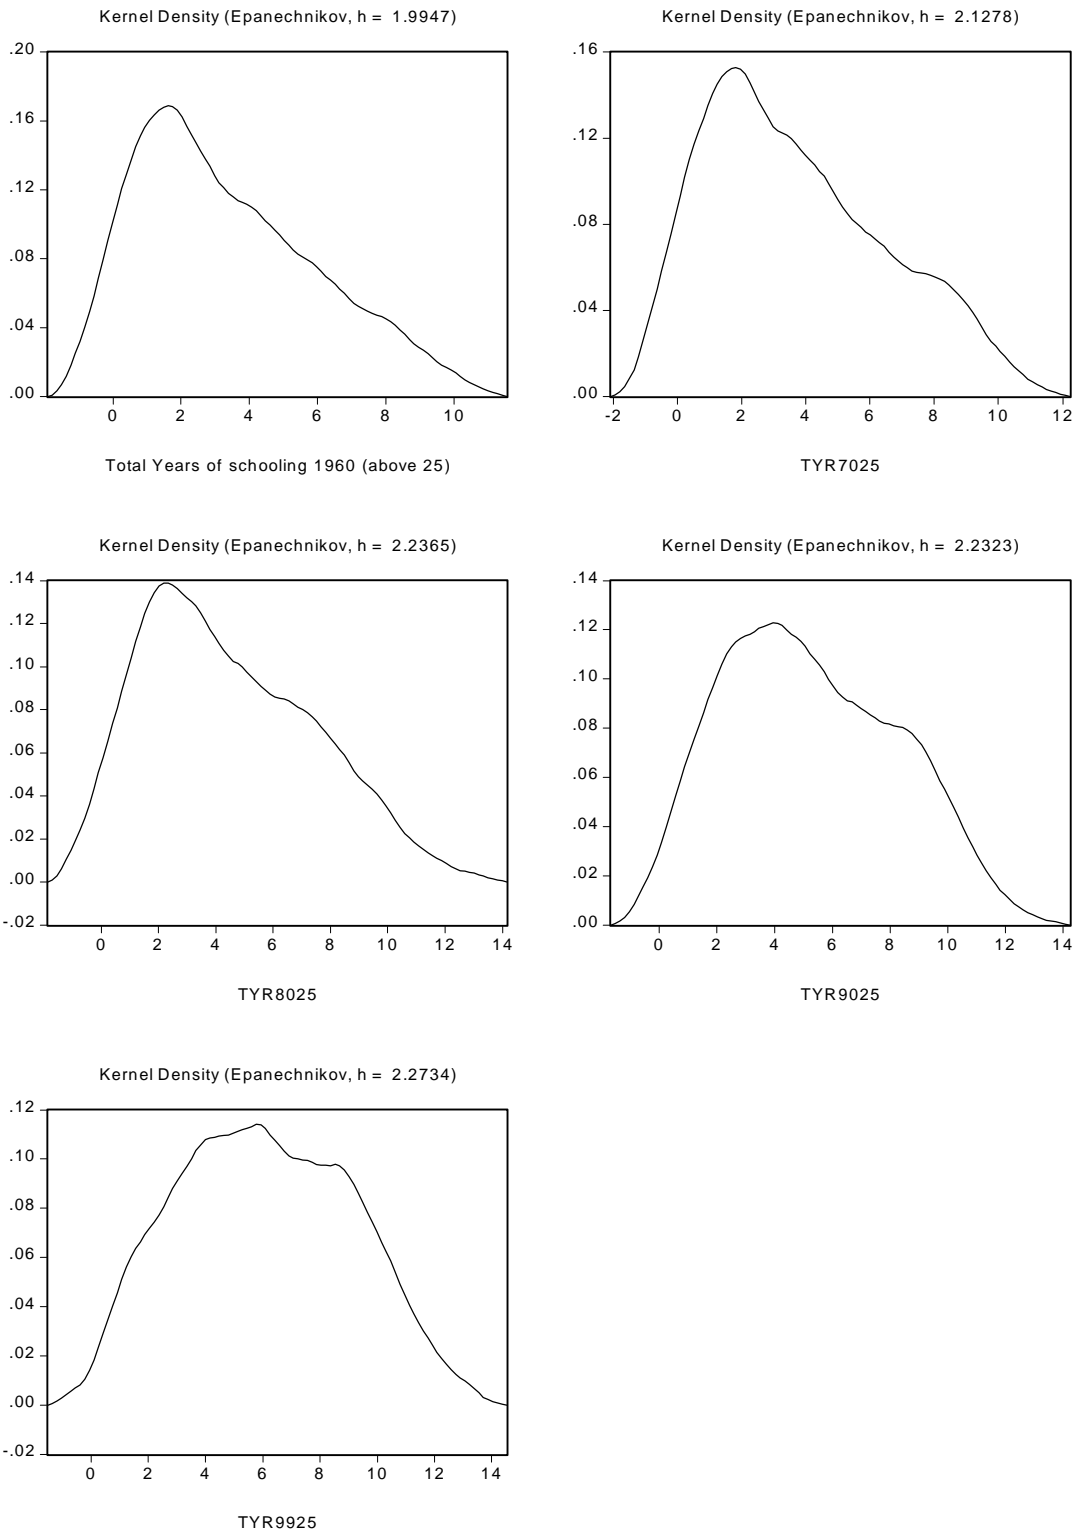 Kernel Density (Epanechnikov, h = 1.9947)
.20
.16
.12
.08
.04
.00
0 2 4 6 8 10
Total Years of schooling 1960 (above 25)
Kernel Density (Epanechnikov, h = 2.1278)
.16
.12
.08
.04
.00
-2 0 2 4 6 8 10 12
TYR7025
Kernel Density (Epanechnikov, h = 2.2365)
.14
.12
.10
.08
.06
.04
.02
.00
-.02
0 2 4 6 8 10 12 14
TYR8025
Kernel Density (Epanechnikov, h = 2.2323)
.14
.12
.10
.08
.06
.04
.02
.00
0 2 4 6 8 10 12 14
TYR9025
Kernel Density (Epanechnikov, h = 2.2734)
.12
.10
.08
.06
.04
.02
.00
-.02
0 2 4 6 8 10 12 14
TYR9925